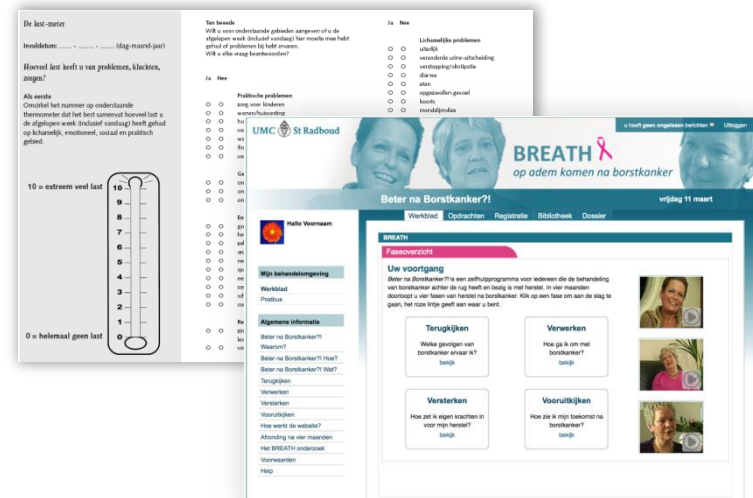 De last-meter
Invuldatum: ...... - ........ - ...... (dag-maand-jaar)
Hoeveel last heeft u van problemen, klachten,
zorgen?
Als eerste
Omcirkel het nummer op onderstaande
thermometer dat het best samenvat hoeveel last u
de afgelopen week (inclusief vandaag) heeft gehad
op lichamelijk, emotioneel, sociaal en praktisch
gebied.
10 = extreem veel last
10
9
8
7
6
5
4
3
2
1
0
0 = helemaal geen last
Ten tweede
Wilt u voor onderstaande gebieden aangeven of u de
afgelopen week (inclusief vandaag) hier moeite mee hebt
gehad of problemen bij hebt ervaren.
Wilt u elke vraag beantwoorden?
Ja Nee
Praktische problemen
zorg voor kinderen
wonen/huisvesting
Ja Nee
Lichamelijke problemen
uiterlijk
veranderde urine-uitscheiding
verstopping/obstipatie
diarree
eten
opgezwollen gevoel
koorts
mondslijmvlies
UMC St Radboud
u heeft geen ongelezen berichten
Uitloggen
BREATH
op adem komen na borstkanker
Beter na Borstkanker?!
vrijdag 11 maart
Werkblad Opdrachten Registratie Bibliotheek Dossier
Hallo Voornaam
Mijn behandelomgeving
Werkblad
Postbus
Algemene informatie
Beter na Borstkanker?!
Waarom?
Beter na Borstkanker?! Hoe?
Beter na Borstkanker?! Wat?
Terugkijken
Verwerken
Versterken
Vooruitkijken
Hoe werkt de website?
Afronding na vier maanden
Het BREATH onderzoek
Voorwaarden
Help
BREATH
Faseoverzicht
Uw voortgang
Beter na Borstkanker?! is een zelfhulpprogramma voor iedereen die de behandeling
van borstkanker achter de rug heeft en bezig is met herstel. In vier maanden
doorloopt u vier fasen van herstel na borstkanker. Klik op een fase om aan de slag te
gaan, het roze lintje geeft aan waar u bent.
Terugkijken
Welke gevolgen van
borstkanker ervaar ik?
bekijk
Verwerken
Hoe ga ik om met
borstkanker?
bekijk
Versterken
Hoe zet ik eigen krachten in
voor mijn herstel?
bekijk
Vooruitkijken
Hoe zie ik mijn toekomst na
borstkanker?
bekijk